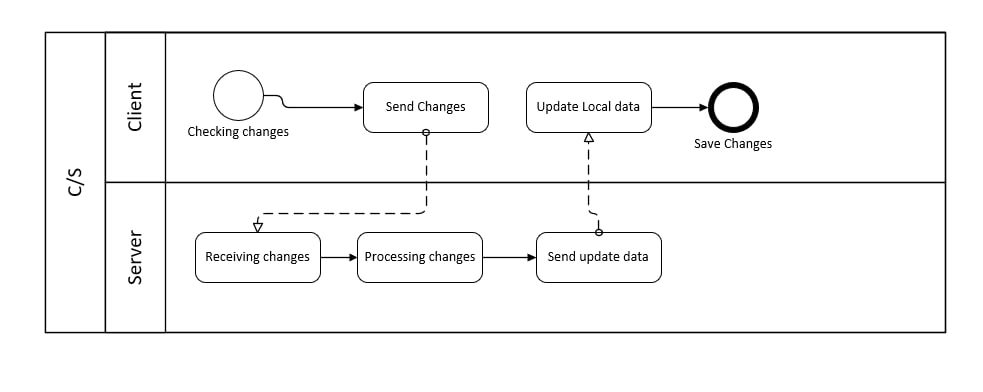 C/S
Client
Checking changes
Send Changes
Update Local data
Save Changes
Server
Receiving changes
Processing changes
Send update data